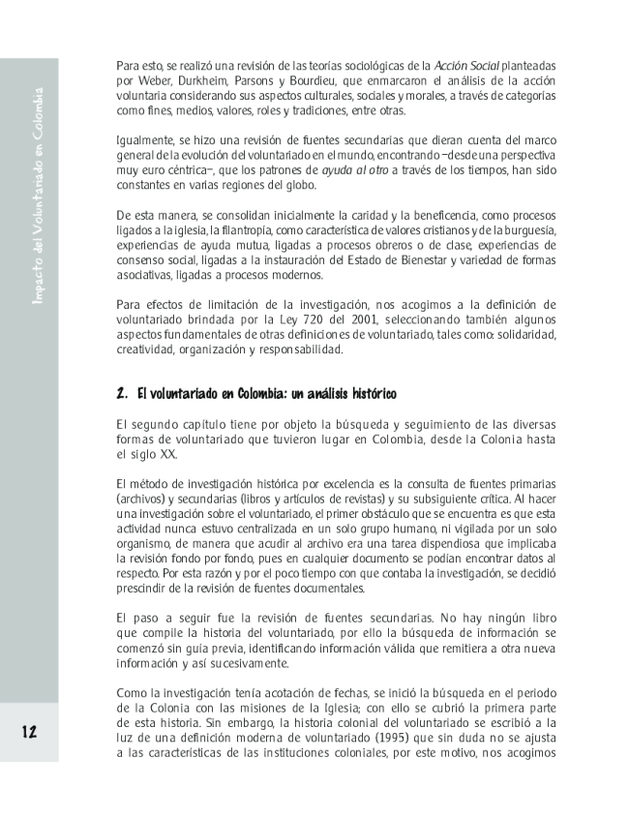 Impacto del Voluntariado en Colombia
Para esto, se realizó una revisión de las teorías sociológicas de la Acción Social planteadas
por Weber, Durkheim, Parsons y Bourdieu, que enmarcaron el análisis de la acción
voluntaria considerando sus aspectos culturales, sociales y morales, a través de categorías
como fines, medios, valores, roles y tradiciones, entre otras.
Igualmente, se hizo una revisión de fuentes secundarias que dieran cuenta del marco
general de la evolución del voluntariado en el mundo, encontrando –desde una perspectiva
muy euro céntrica–, que los patrones de ayuda al otro a través de los tiempos, han sido
constantes en varias regiones del globo.
De esta manera, se consolidan inicialmente la caridad y la beneficencia, como procesos
ligados a la iglesia, la filantropía, como característica de valores cristianos y de la burguesía,
experiencias de ayuda mutua, ligadas a procesos obreros o de clase, experiencias de
consenso social, ligadas a la instauración del Estado de Bienestar y variedad de formas
asociativas, ligadas a procesos modernos.
Para efectos de limitación de la investigación, nos acogimos a la definición de
voluntariado brindada por la Ley 720 del 2001, seleccionando también algunos
aspectos fundamentales de otras definiciones de voluntariado, tales como: solidaridad,
creatividad, organización y responsabilidad.
2. El voluntariado en Colombia: un análisis histórico
El segundo capítulo tiene por objeto la búsqueda y seguimiento de las diversas
formas de voluntariado que tuvieron lugar en Colombia, desde la Colonia hasta
el siglo XX.
El método de investigación histórica por excelencia es la consulta de fuentes primarias
(archivos) y secundarias (libros y artículos de revistas) y su subsiguiente crítica. Al hacer
una investigación sobre el voluntariado, el primer obstáculo que se encuentra es que esta
actividad nunca estuvo centralizada en un solo grupo humano, ni vigilada por un solo
organismo, de manera que acudir al archivo era una tarea dispendiosa que implicaba
la revisión fondo por fondo, pues en cualquier documento se podían encontrar datos al
respecto. Por esta razón y por el poco tiempo con que contaba la investigación, se decidió
prescindir de la revisión de fuentes documentales.
El paso a seguir fue la revisión de fuentes secundarias. No hay ningún libro
que compile la historia del voluntariado, por ello la búsqueda de información se
comenzó sin guía previa, identificando información válida que remitiera a otra nueva
información y así sucesivamente.
Como la investigación tenía acotación de fechas, se inició la búsqueda en el periodo
de la Colonia con las misiones de la Iglesia; con ello se cubrió la primera parte
de esta historia. Sin embargo, la historia colonial del voluntariado se escribió a la
luz de una definición moderna de voluntariado (1995) que sin duda no se ajusta
a las características de las instituciones coloniales, por este motivo, nos acogimos
12